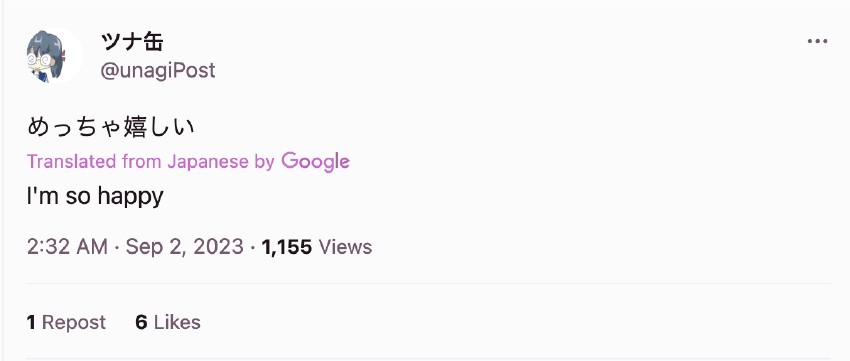 ツナ缶
@unagiPost
めっちゃ嬉しい
Translated from Japanese by Google
I'm so happy
2:32 AM · Sep 2, 2023 · 1,155 Views
1 Repost 6 Likes